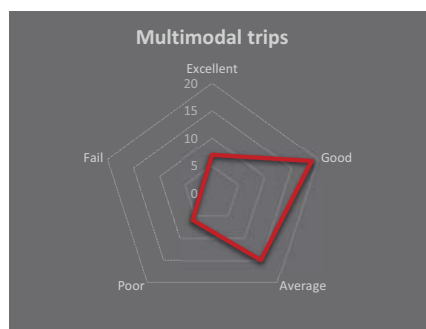 Multimodal trips
Excellent
20
15
10
5
0
Fail
Good
Poor
Average